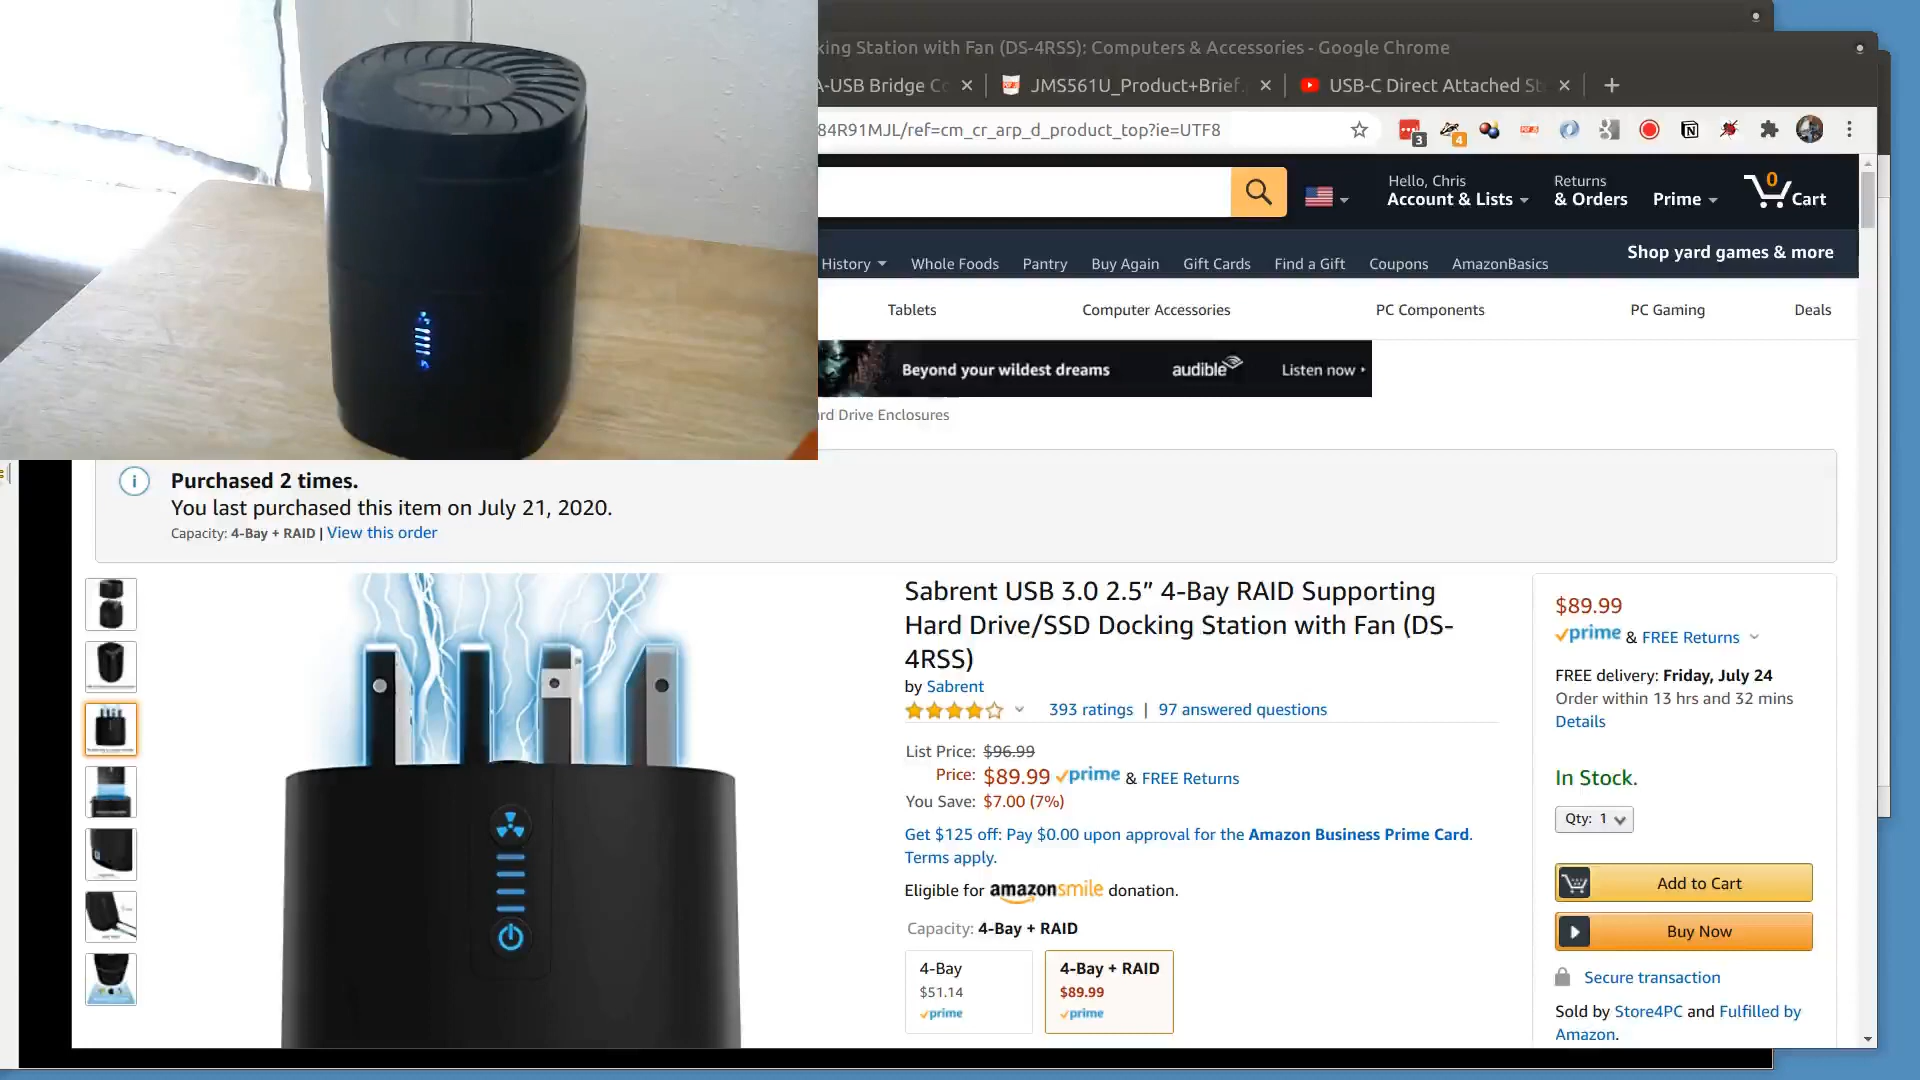 king Station with Fan (DS-4RSS): Computers & Accessories - Google Chrome
A-USB Bridge Co
JMS561U_Product+Brief.
USB-C Direct Attached St
84R91MJL/ref=cm_cr_arp_d_product_top?ie=UTF8
3
4
Hello, Chris
Account & Lists
Returns
& Orders
Prime
0
Cart
History
Whole Foods
Pantry
Buy Again
Gift Cards
Find a Gift
Coupons
AmazonBasics
Shop yard games & more
Tablets
Computer Accessories
PC Components
PC Gaming
Deals
Beyond your wildest dreams
audible
Listen now
rd Drive Enclosures
Purchased 2 times.
You last purchased this item on July 21, 2020.
Capacity: 4-Bay + RAID | View this order
Sabrent USB 3.0 2.5” 4-Bay RAID Supporting
Hard Drive/SSD Docking Station with Fan (DS-
4RSS)
by Sabrent
393 ratings | 97 answered questions
List Price: $96.99
Price: $89.99 prime & FREE Returns
You Save: $7.00 (7%)
Get $125 off: Pay $0.00 upon approval for the Amazon Business Prime Card.
Terms apply.
Eligible for amazonsmile donation.
Capacity: 4-Bay + RAID
4-Bay
$51.14
prime
4-Bay + RAID
$89.99
prime
$89.99
prime & FREE Returns
FREE delivery: Friday, July 24
Order within 13 hrs and 32 mins
Details
In Stock.
Qty: 1
Add to Cart
Buy Now
Secure transaction
Sold by Store4PC and Fulfilled by
Amazon.